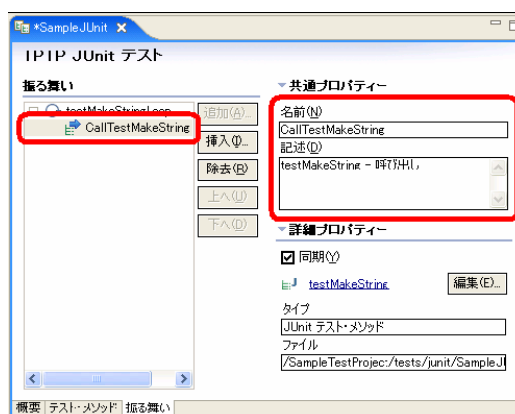 *SampleJUnit
TPTP JUnit テスト
振る舞い
testMakeStringLoop
CallTestMakeString
追加(A)...
挿入(I)...
除去(R)
上へ(U)
下へ(D)
共通プロパティー
名前(N)
CallTestMakeString
記述(D)
testMakeString - 呼び出し
詳細プロパティー
同期(Y)
testMakeString
編集(E)...
タイプ
JUnit テスト・メソッド
ファイル
/SampleTestProject/tests/junit/SampleJU
概要 テスト・メソッド 振る舞い